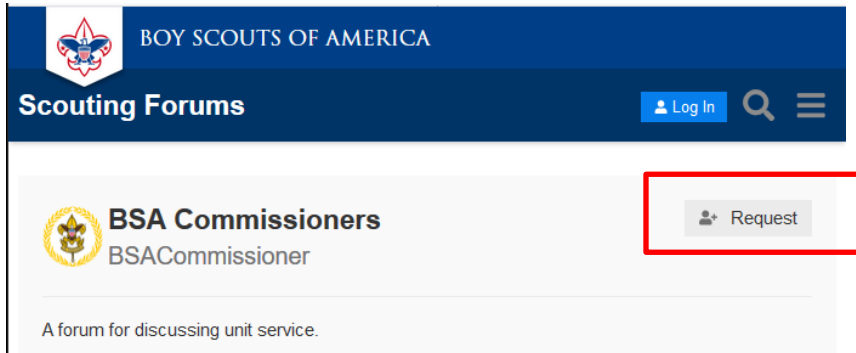 BOY SCOUTS OF AMERICA
Scouting Forums
Log In
BSA Commissioners
Request
BSACommissioner
A forum for discussing unit service.